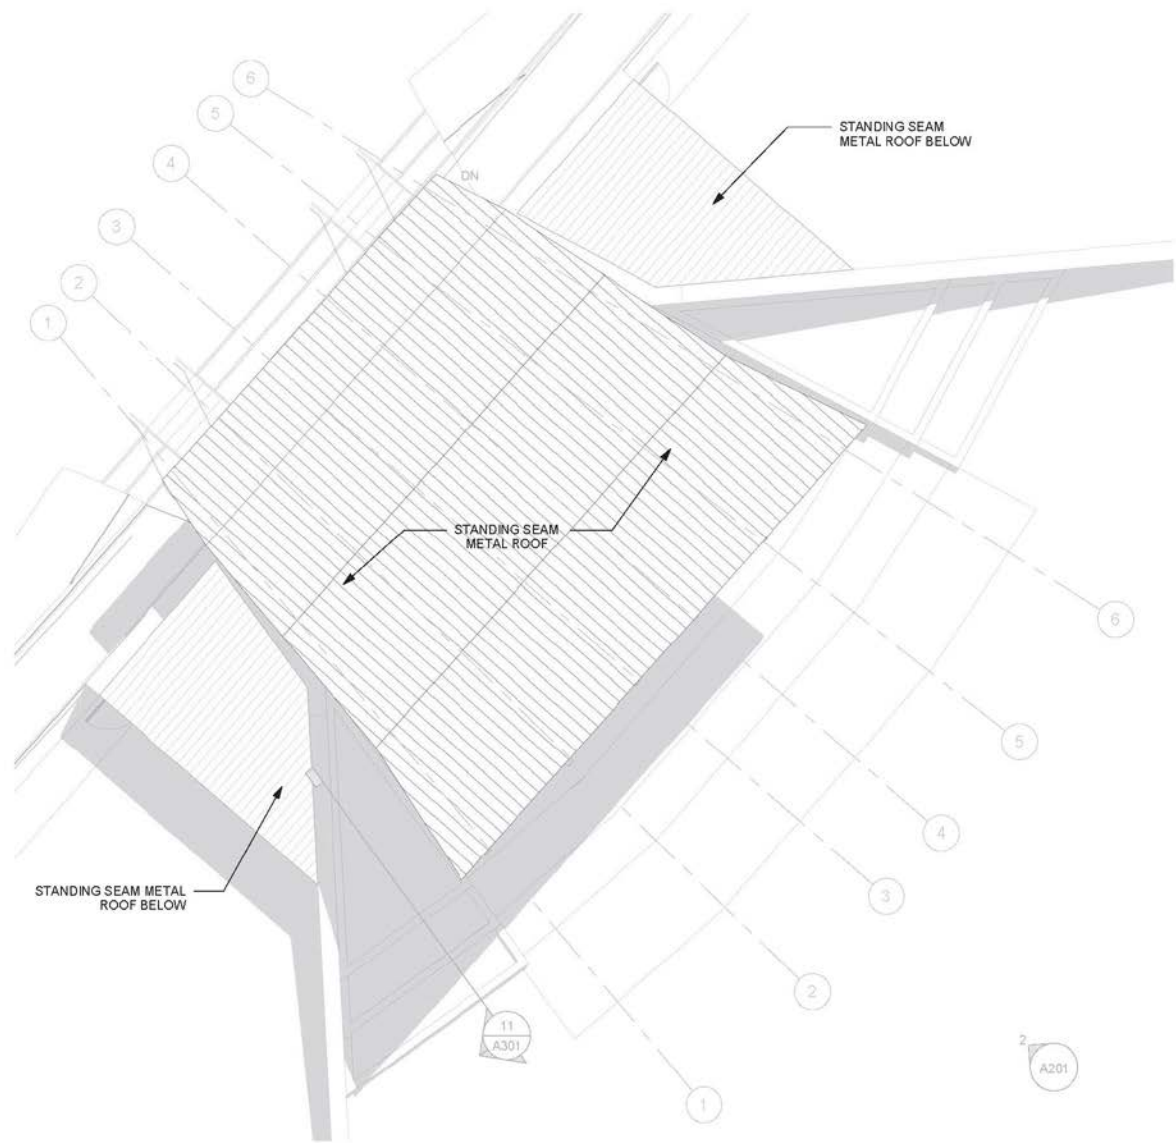 6
5
4
3
2
1
DN
STANDING SEAM
METAL ROOF BELOW
STANDING SEAM
METAL ROOF
STANDING SEAM METAL
ROOF BELOW
6
5
4
3
2
1
11
A301
2
A201